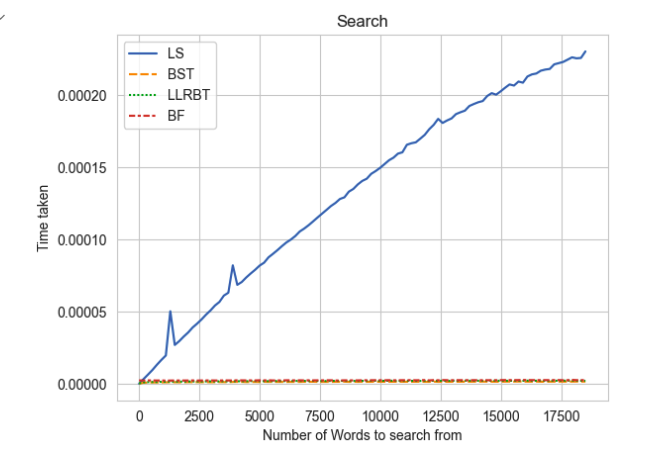 Search
LS
BST
LLRBT
BF
0.00020
0.00015
0.00010
0.00005
0.00000
Time taken
0 2500 5000 7500 10000 12500 15000 17500
Number of Words to search from